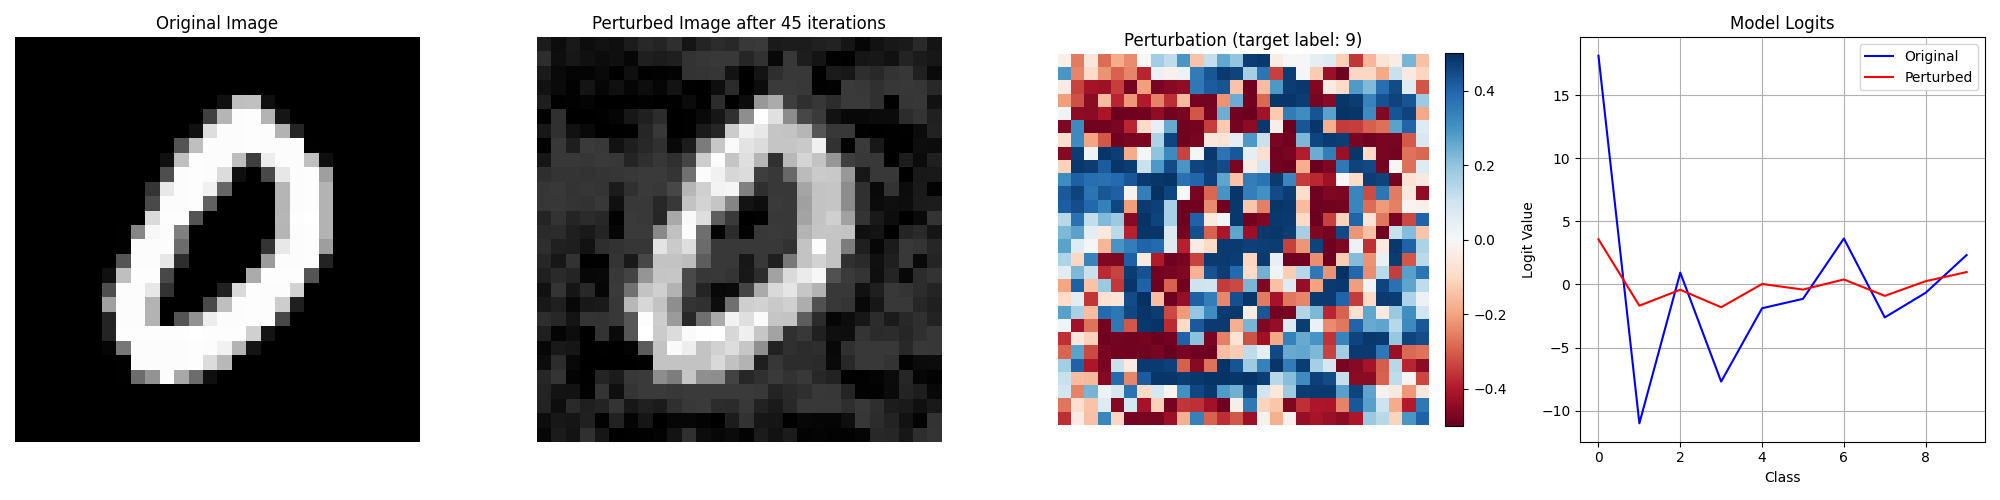 Original Image
Perturbed Image after 45 iterations
Perturbation (target label: 9)
0.4
0.2
0.0
−0.2
−0.4
Model Logits
Original
Perturbed
Logit Value
15
10
5
0
−5
−10
0 2 4 6 8
Class